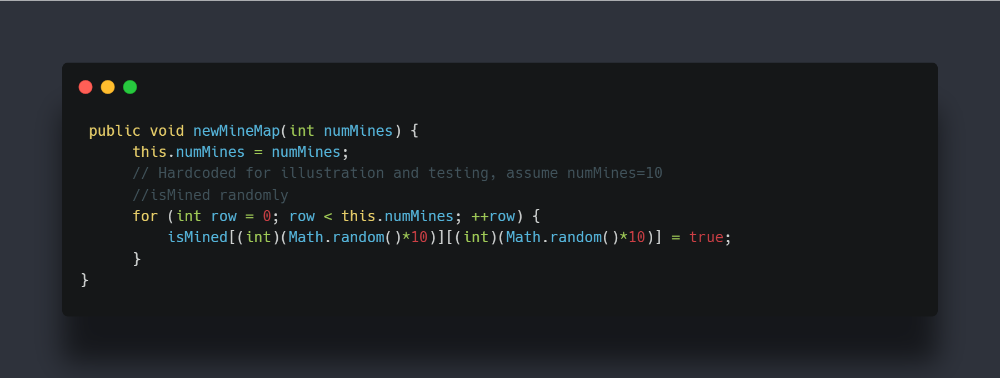 public void newMineMap(int numMines) {
this.numMines = numMines;
// Hardcoded for illustration and testing, assume numMines=10
//isMined randomly
for (int row = 0; row < this.numMines; ++row) {
isMined[(int)(Math.random()*10)][(int)(Math.random()*10)] = true;
}
}